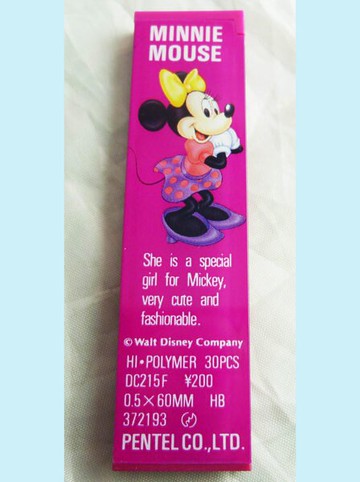 MINNIE
MOUSE
She is a special
girl for Mickey,
very cute and
fashionable.
© Walt Disney Company
HI•POLYMER 30PCS
DC215F ¥200
0.5×60MM HB
372193
PENTEL CO., LTD.